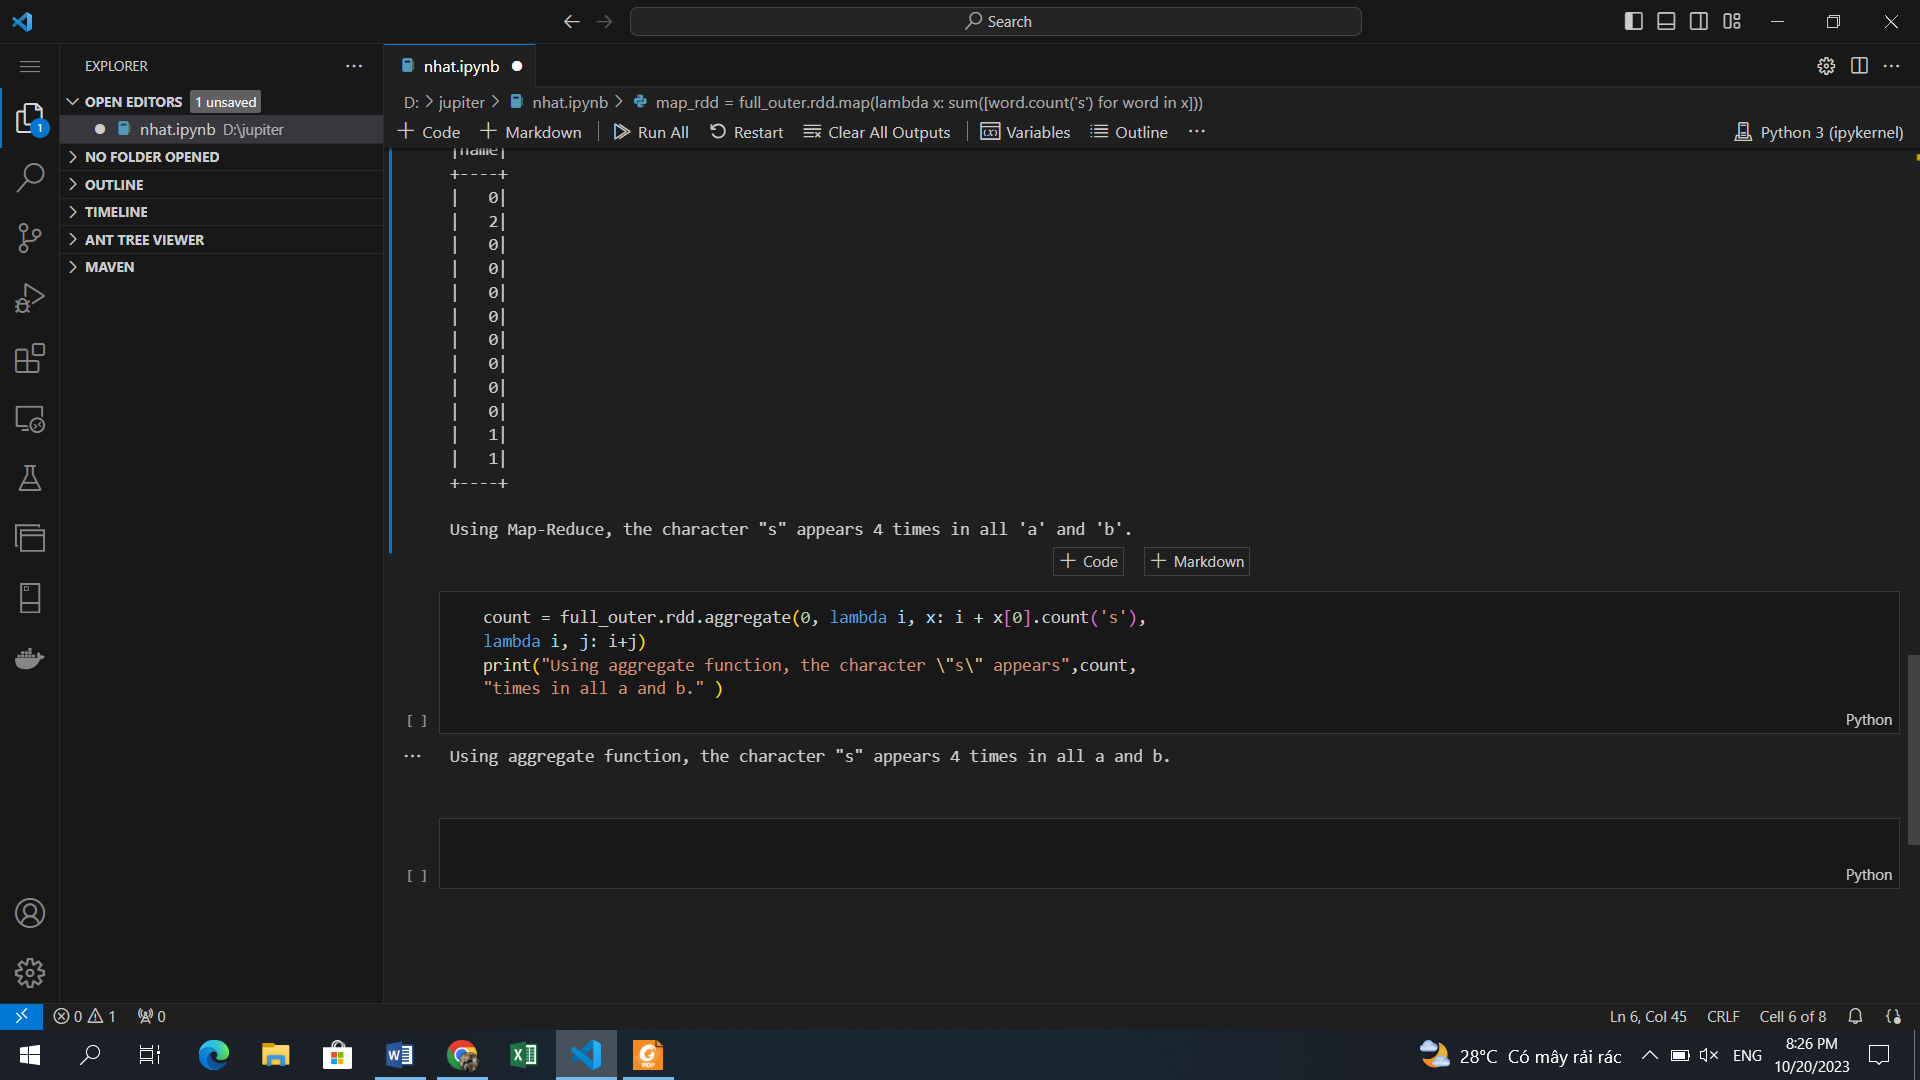 Search
EXPLORER
OPEN EDITORS 1 unsaved
nhat.ipynb D:\jupiter
NO FOLDER OPENED
OUTLINE
TIMELINE
ANT TREE VIEWER
MAVEN
1
nhat.ipynb
D: > jupiter > nhat.ipynb > map_rdd = full_outer.rdd.map(lambda x: sum([word.count('s') for word in x]))
+ Code + Markdown | Run All Restart Clear All Outputs | Variables Outline ...
Python 3 (ipykernel)
|name|
+----+
|   0|
|   2|
|   0|
|   0|
|   0|
|   0|
|   0|
|   0|
|   0|
|   0|
|   1|
|   1|
+----+
Using Map-Reduce, the character "s" appears 4 times in all 'a' and 'b'.
+ Code + Markdown
count = full_outer.rdd.aggregate(0, lambda i, x: i + x[0].count('s'),
lambda i, j: i+j)
print("Using aggregate function, the character \"s\" appears",count,
"times in all a and b." )
[ ]
Python
... Using aggregate function, the character "s" appears 4 times in all a and b.
[ ]
Python
0 1 0
Ln 6, Col 45 CRLF Cell 6 of 8
28°C Có mây rải rác ENG
8:26 PM
10/20/2023
PDF